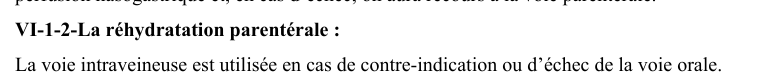 VI-1-2-La réhydratation parentérale :
La voie intraveineuse est utilisée en cas de contre-indication ou d'échec de la voie orale.